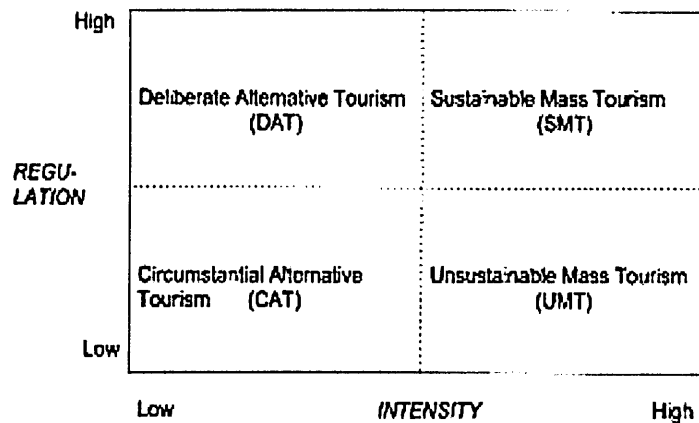 High
Deliberate Alternative Tourism
(DAT)
Sustainable Mass Tourism
(SMT)
REGU-
LATION
Circumstantial Alternative
Tourism (CAT)
Unsustainable Mass Tourism
(UMT)
Low
Low
INTENSITY
High